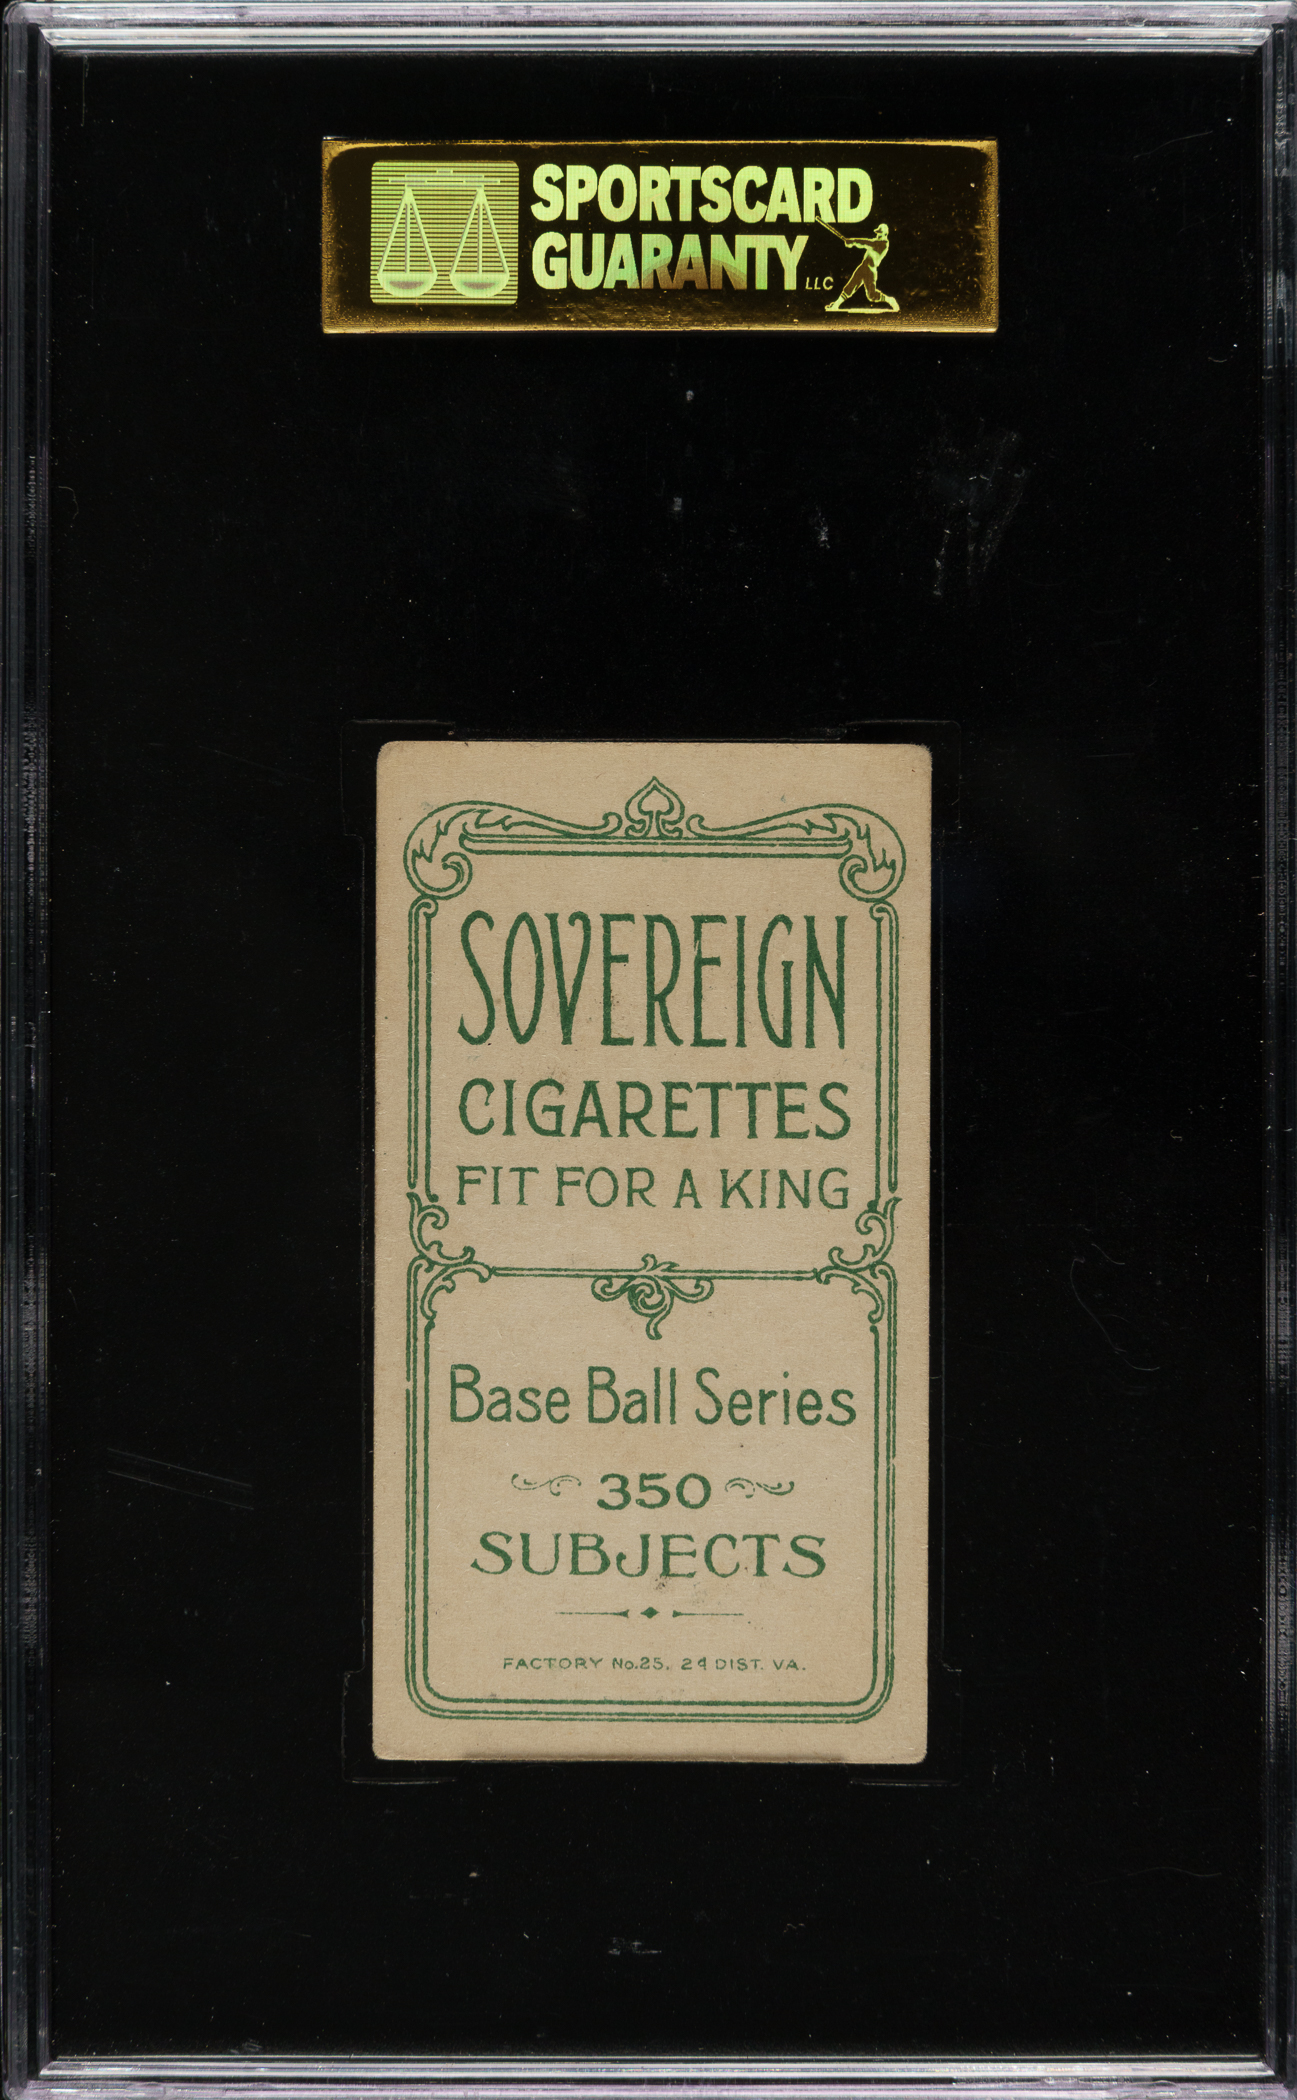 SPORTSCARD
GUARANTY LLC
SOVEREIGN
CIGARETTES
FIT FOR A KING
Base Ball Series
350
SUBJECTS
FACTORY No. 25, 2d DIST. VA.